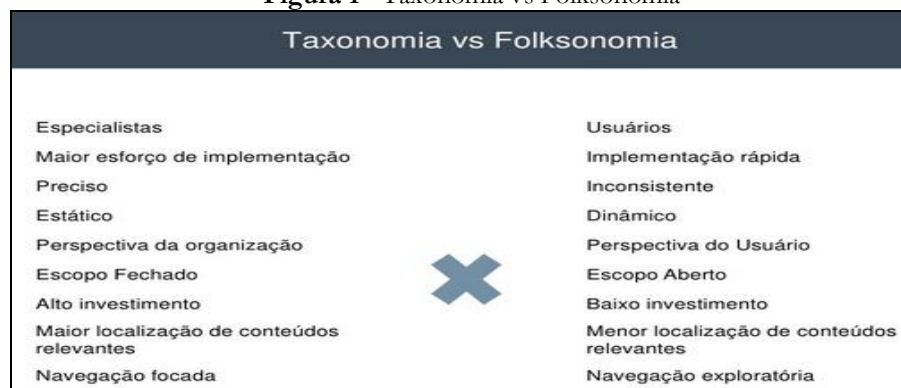 Figura 1 - Taxonomia vs Folksonomia
Taxonomia vs Folksonomia
Especialistas
Usuários
Maior esforço de implementação
Implementação rápida
Preciso
Inconsistente
Estático
Dinâmico
Perspectiva da organização
Perspectiva do Usuário
Escopo Fechado
Escopo Aberto
Alto investimento
Baixo investimento
Maior localização de conteúdos
relevantes
Menor localização de conteúdos
relevantes
Navegação focada
Navegação exploratória